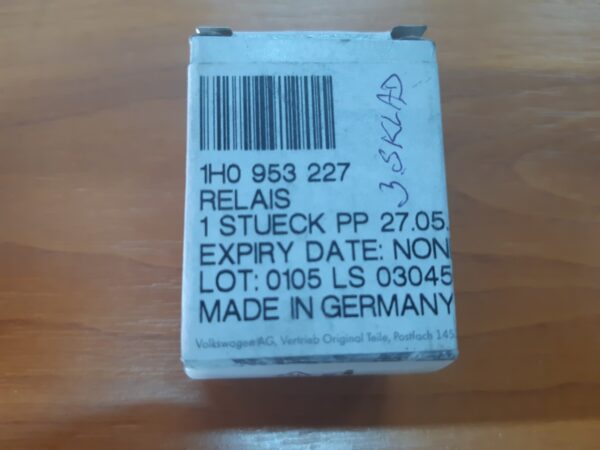 1H0 953 227
RELAIS
1 STUECK PP 27.05.
EXPIRY DATE: NON
LOT: 0105 LS 03045
MADE IN GERMANY
Volkswagen AG, Vertrieb Original Teile, Postfach 145
3. SKLAD